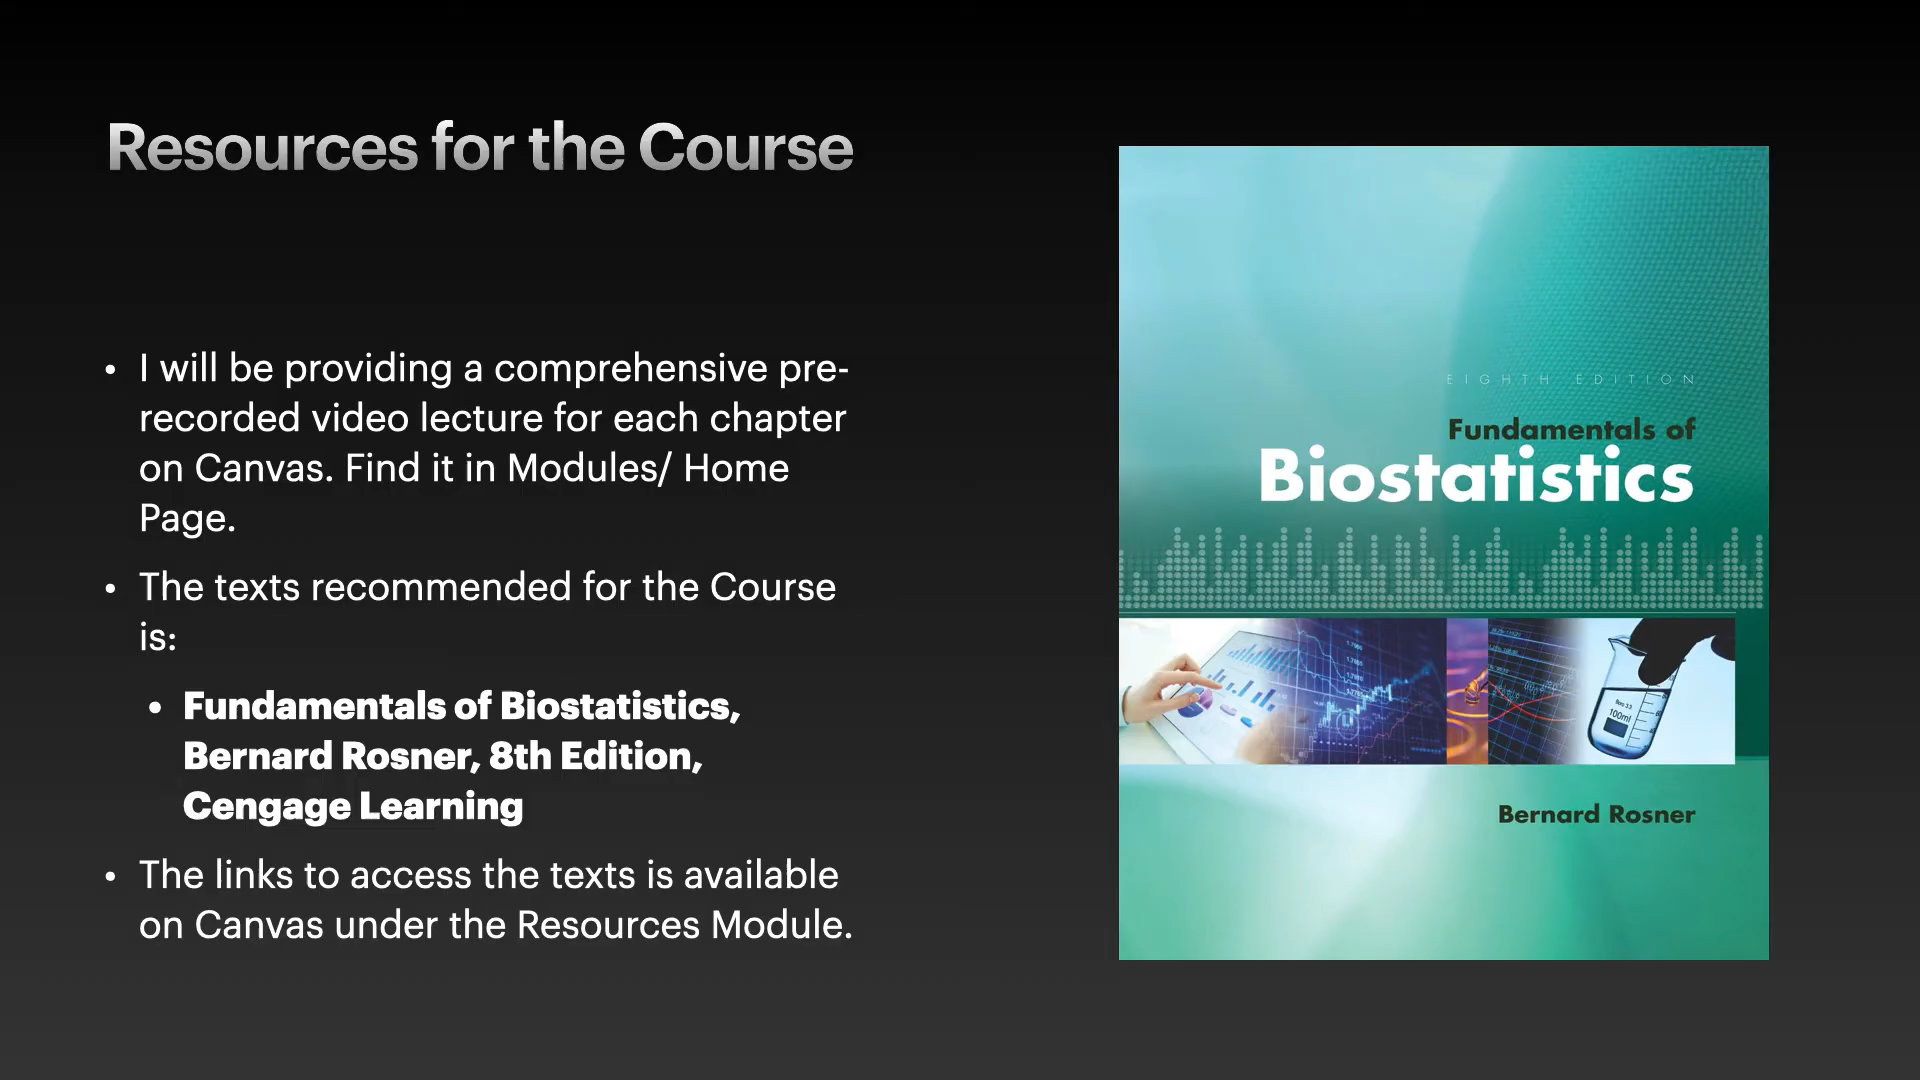 Resources for the Course
• I will be providing a comprehensive pre-
recorded video lecture for each chapter
on Canvas. Find it in Modules/ Home
Page.
• The texts recommended for the Course
is:
• Fundamentals of Biostatistics,
Bernard Rosner, 8th Edition,
Cengage Learning
• The links to access the texts is available
on Canvas under the Resources Module.
EIGHTH EDITION
Fundamentals of
Biostatistics
100ml
Bernard Rosner